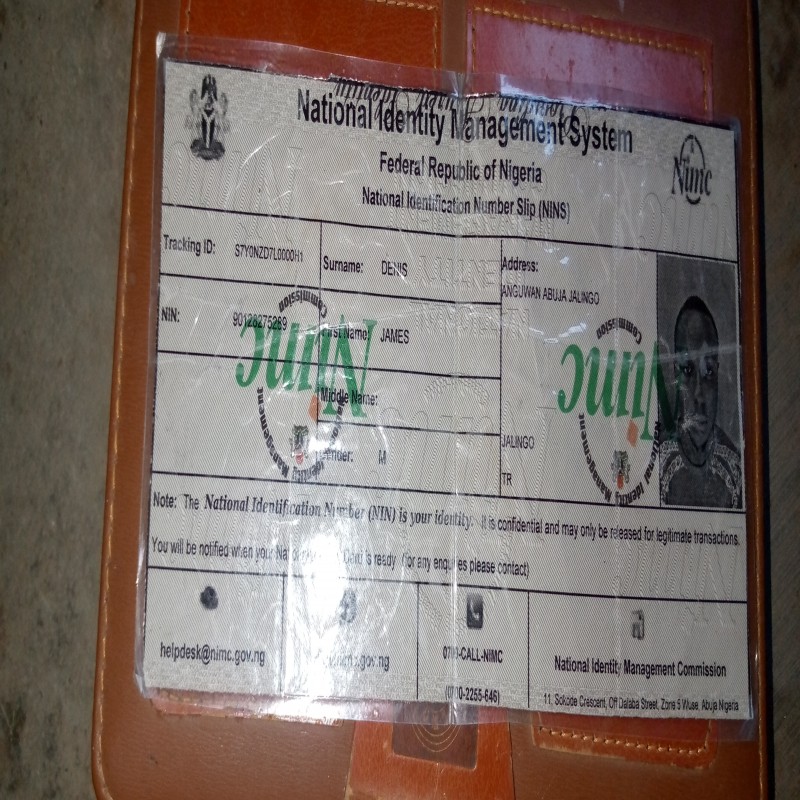 National Identity Management System
Federal Republic of Nigeria
National Identification Number Slip (NINS)
Nimc
Tracking ID: S7Y0NZD7L0000H1
Surname: DENIS
Address:
ANGUWAN ABUJA JALINGO
NIN:
First Name: JAMES
Middle Name:
JALINGO
M
TR
Note: The National Identification Number (NIN) is your identity. It is confidential and may only be released for legitimate transactions.
You will be notified when your is ready (for any enquiries please contact)
helpdesk@nimc.gov.ng
0700-CALL-NIMC
(0700-2255-646)
National Identity Management Commission
11, Sokode Crescent, Off Dalaba Street, Zone 5 Wuse, Abuja Nigeria